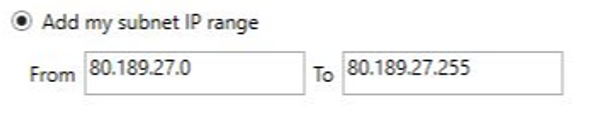 Add my subnet IP range
From 80.189.27.0 To 80.189.27.255